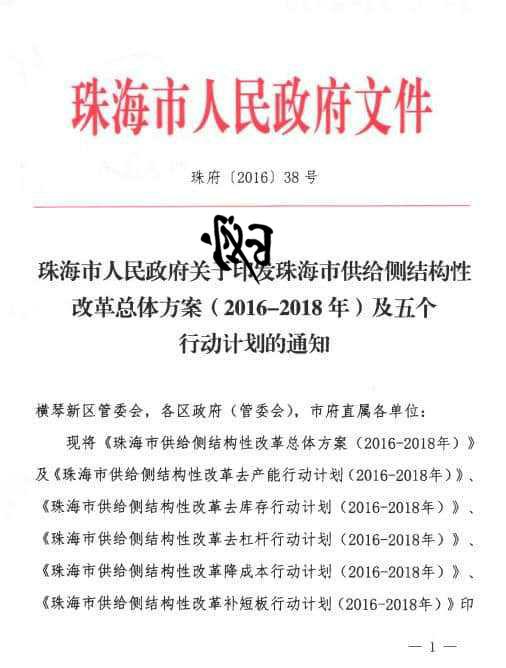 珠海市人民政府文件
珠府〔2016〕38号
珠海市人民政府关于印发珠海市供给侧结构性
改革总体方案（2016-2018年）及五个
行动计划的通知
横琴新区管委会，各区政府（管委会），市府直属各单位：
现将《珠海市供给侧结构性改革总体方案（2016-2018年）》
及《珠海市供给侧结构性改革去产能行动计划（2016-2018年）》、
《珠海市供给侧结构性改革去库存行动计划（2016-2018年）》、
《珠海市供给侧结构性改革去杠杆行动计划（2016-2018年）》、
《珠海市供给侧结构性改革降成本行动计划（2016-2018年）》、
《珠海市供给侧结构性改革补短板行动计划（2016-2018年）》印
— 1 —